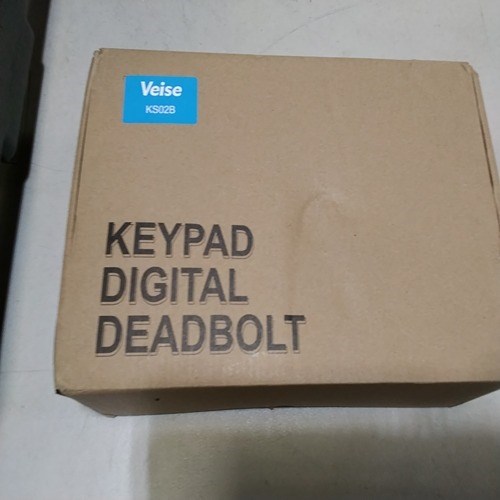 Veise
KS02B
KEYPAD
DIGITAL
DEADBOLT